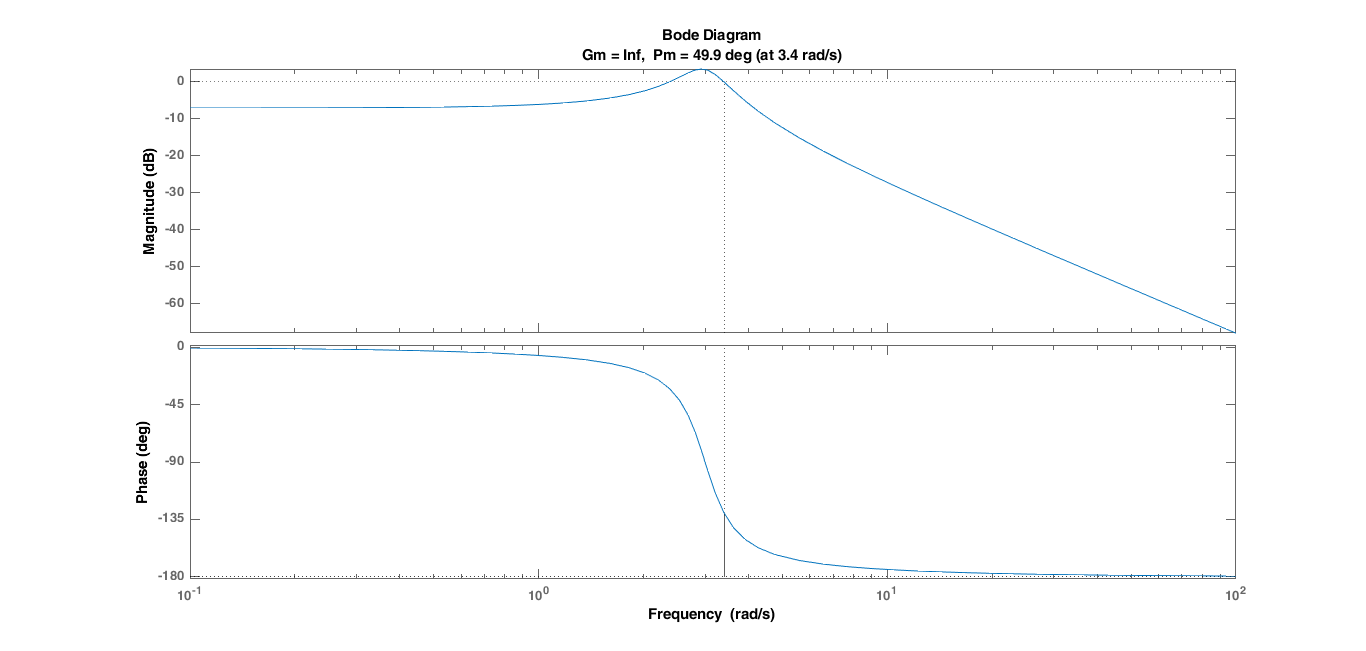 Bode Diagram
Gm = Inf, Pm = 49.9 deg (at 3.4 rad/s)
Magnitude (dB)
0
-10
-20
-30
-40
-50
-60
Phase (deg)
0
-45
-90
-135
-180
10^-1 10^0 10^1 10^2
Frequency (rad/s)